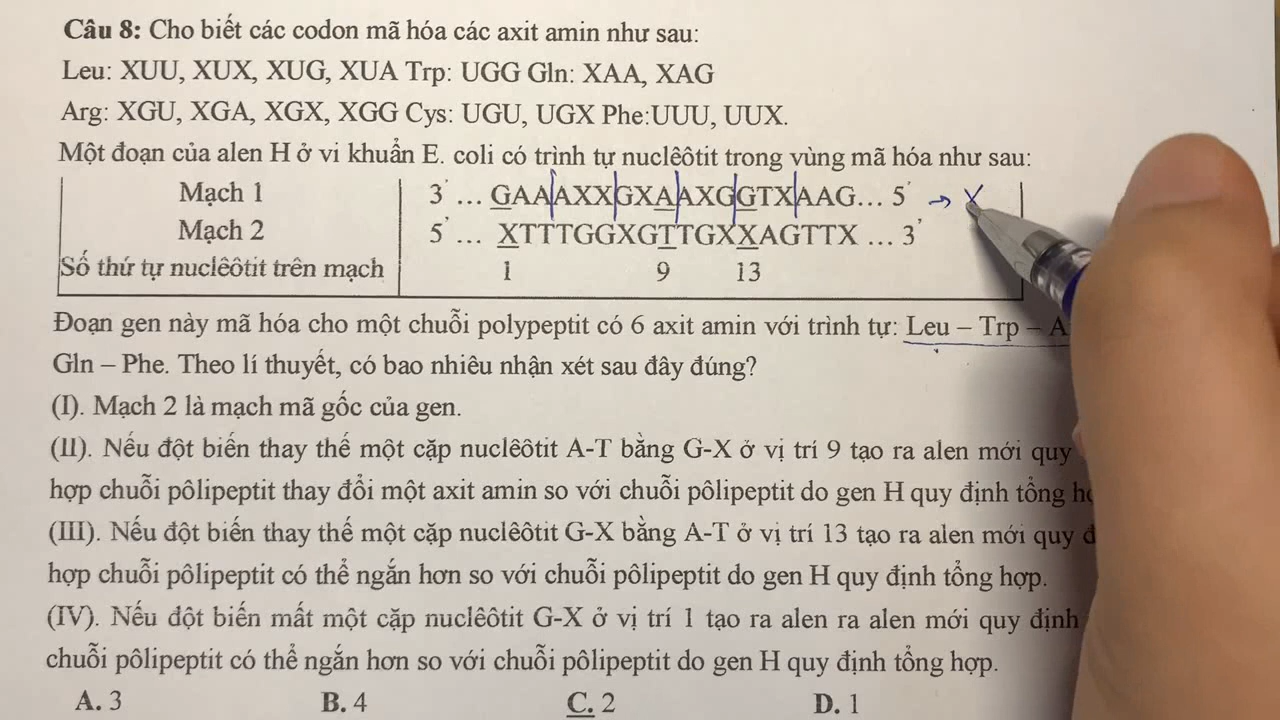 Câu 8: Cho biết các codon mã hóa các axit amin như sau:
Leu: XUU, XUX, XUG, XUA Trp: UGG Gln: XAA, XAG
Arg: XGU, XGA, XGX, XGG Cys: UGU, UGX Phe:UUU, UUX.
Một đoạn của alen H ở vi khuẩn E. coli có trình tự nuclêôtit trong vùng mã hóa như sau:
Mạch 1 3' ... GAAAXXGXAAXGGTXAAG... 5' → X
Mạch 2 5' ... XTTTGGXGTTGXXAGTTX ... 3'
Số thứ tự nuclêôtit trên mạch 1 9 13
Đoạn gen này mã hóa cho một chuỗi polypeptit có 6 axit amin với trình tự: Leu – Trp – A
Gln – Phe. Theo lí thuyết, có bao nhiêu nhận xét sau đây đúng?
(I). Mạch 2 là mạch mã gốc của gen.
(II). Nếu đột biến thay thế một cặp nuclêôtit A-T bằng G-X ở vị trí 9 tạo ra alen mới quy
hợp chuỗi pôlipeptit thay đổi một axit amin so với chuỗi pôlipeptit do gen H quy định tổng
(III). Nếu đột biến thay thế một cặp nuclêôtit G-X bằng A-T ở vị trí 13 tạo ra alen mới quy
hợp chuỗi pôlipeptit có thể ngắn hơn so với chuỗi pôlipeptit do gen H quy định tổng hợp.
(IV). Nếu đột biến mất một cặp nuclêôtit G-X ở vị trí 1 tạo ra alen ra alen mới quy định
chuỗi pôlipeptit có thể ngắn hơn so với chuỗi pôlipeptit do gen H quy định tổng hợp.
A. 3 B. 4 C. 2 D. 1